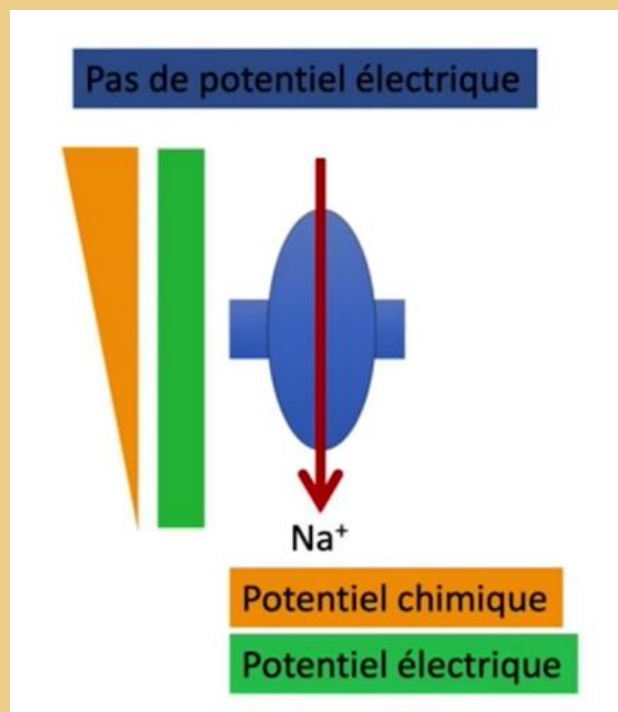 Pas de potentiel électrique
Na⁺
Potentiel chimique
Potentiel électrique